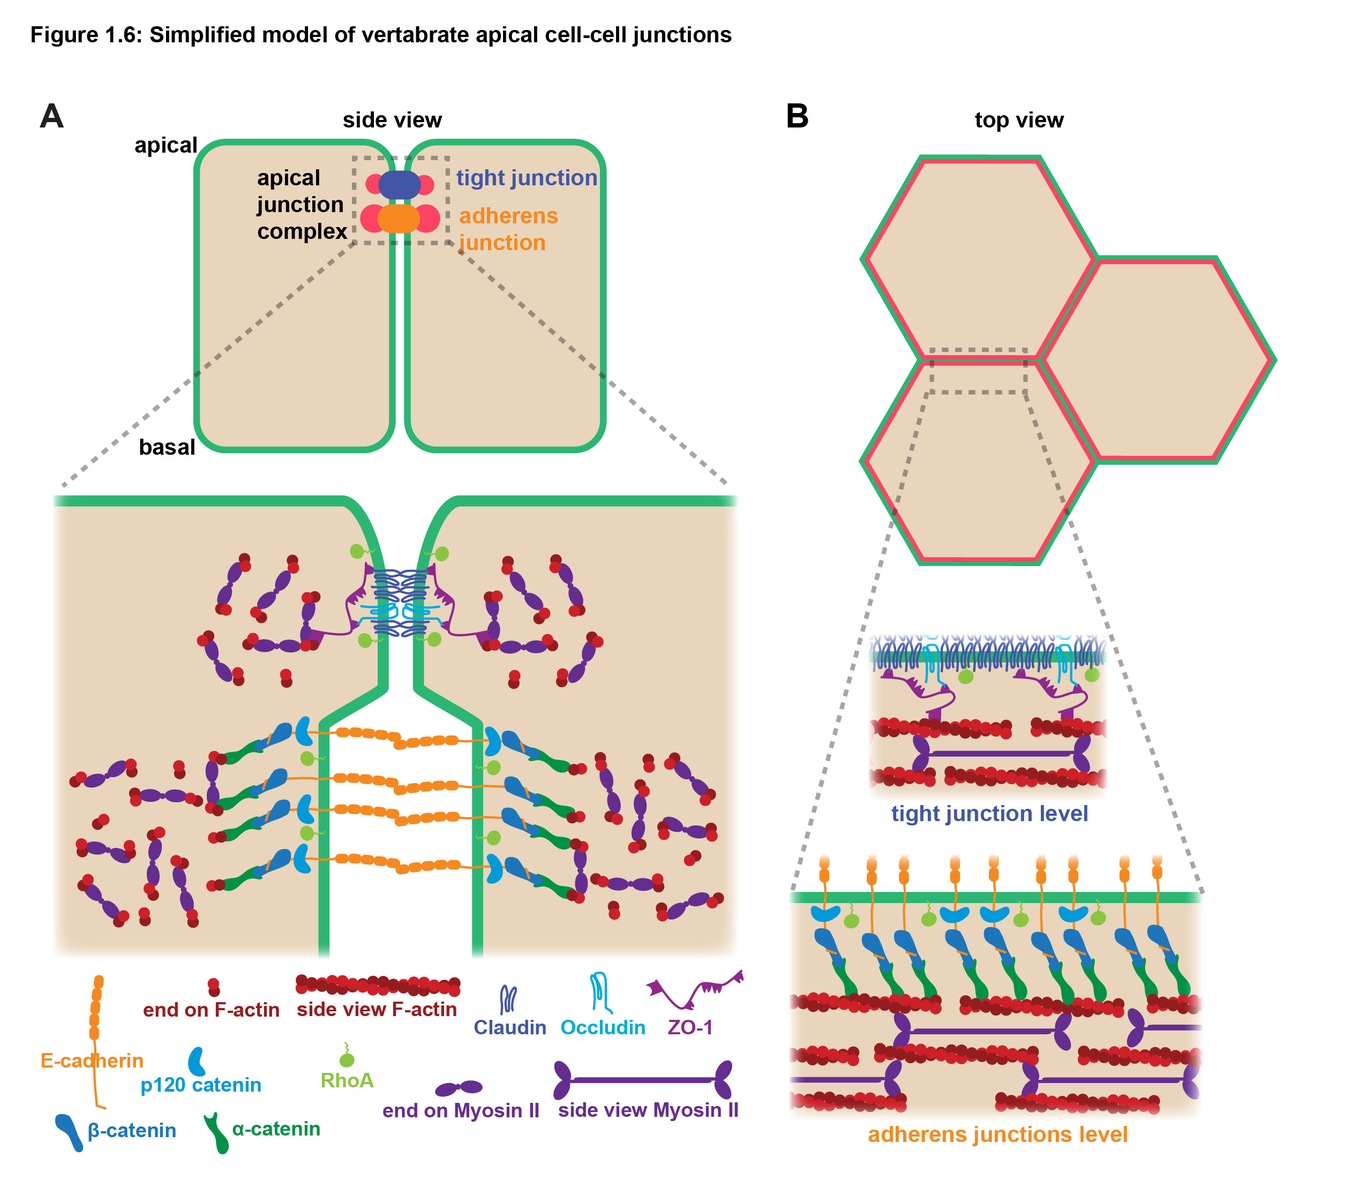 Figure 1.6: Simplified model of vertabrate apical cell-cell junctions
A
side view
apical
apical
junction
complex
tight junction
adherens
junction
basal
B
top view
tight junction level
adherens junctions level
E-cadherin
end on F-actin
side view F-actin
Claudin
Occludin
ZO-1
p120 catenin
RhoA
end on Myosin II
side view Myosin II
β-catenin
α-catenin